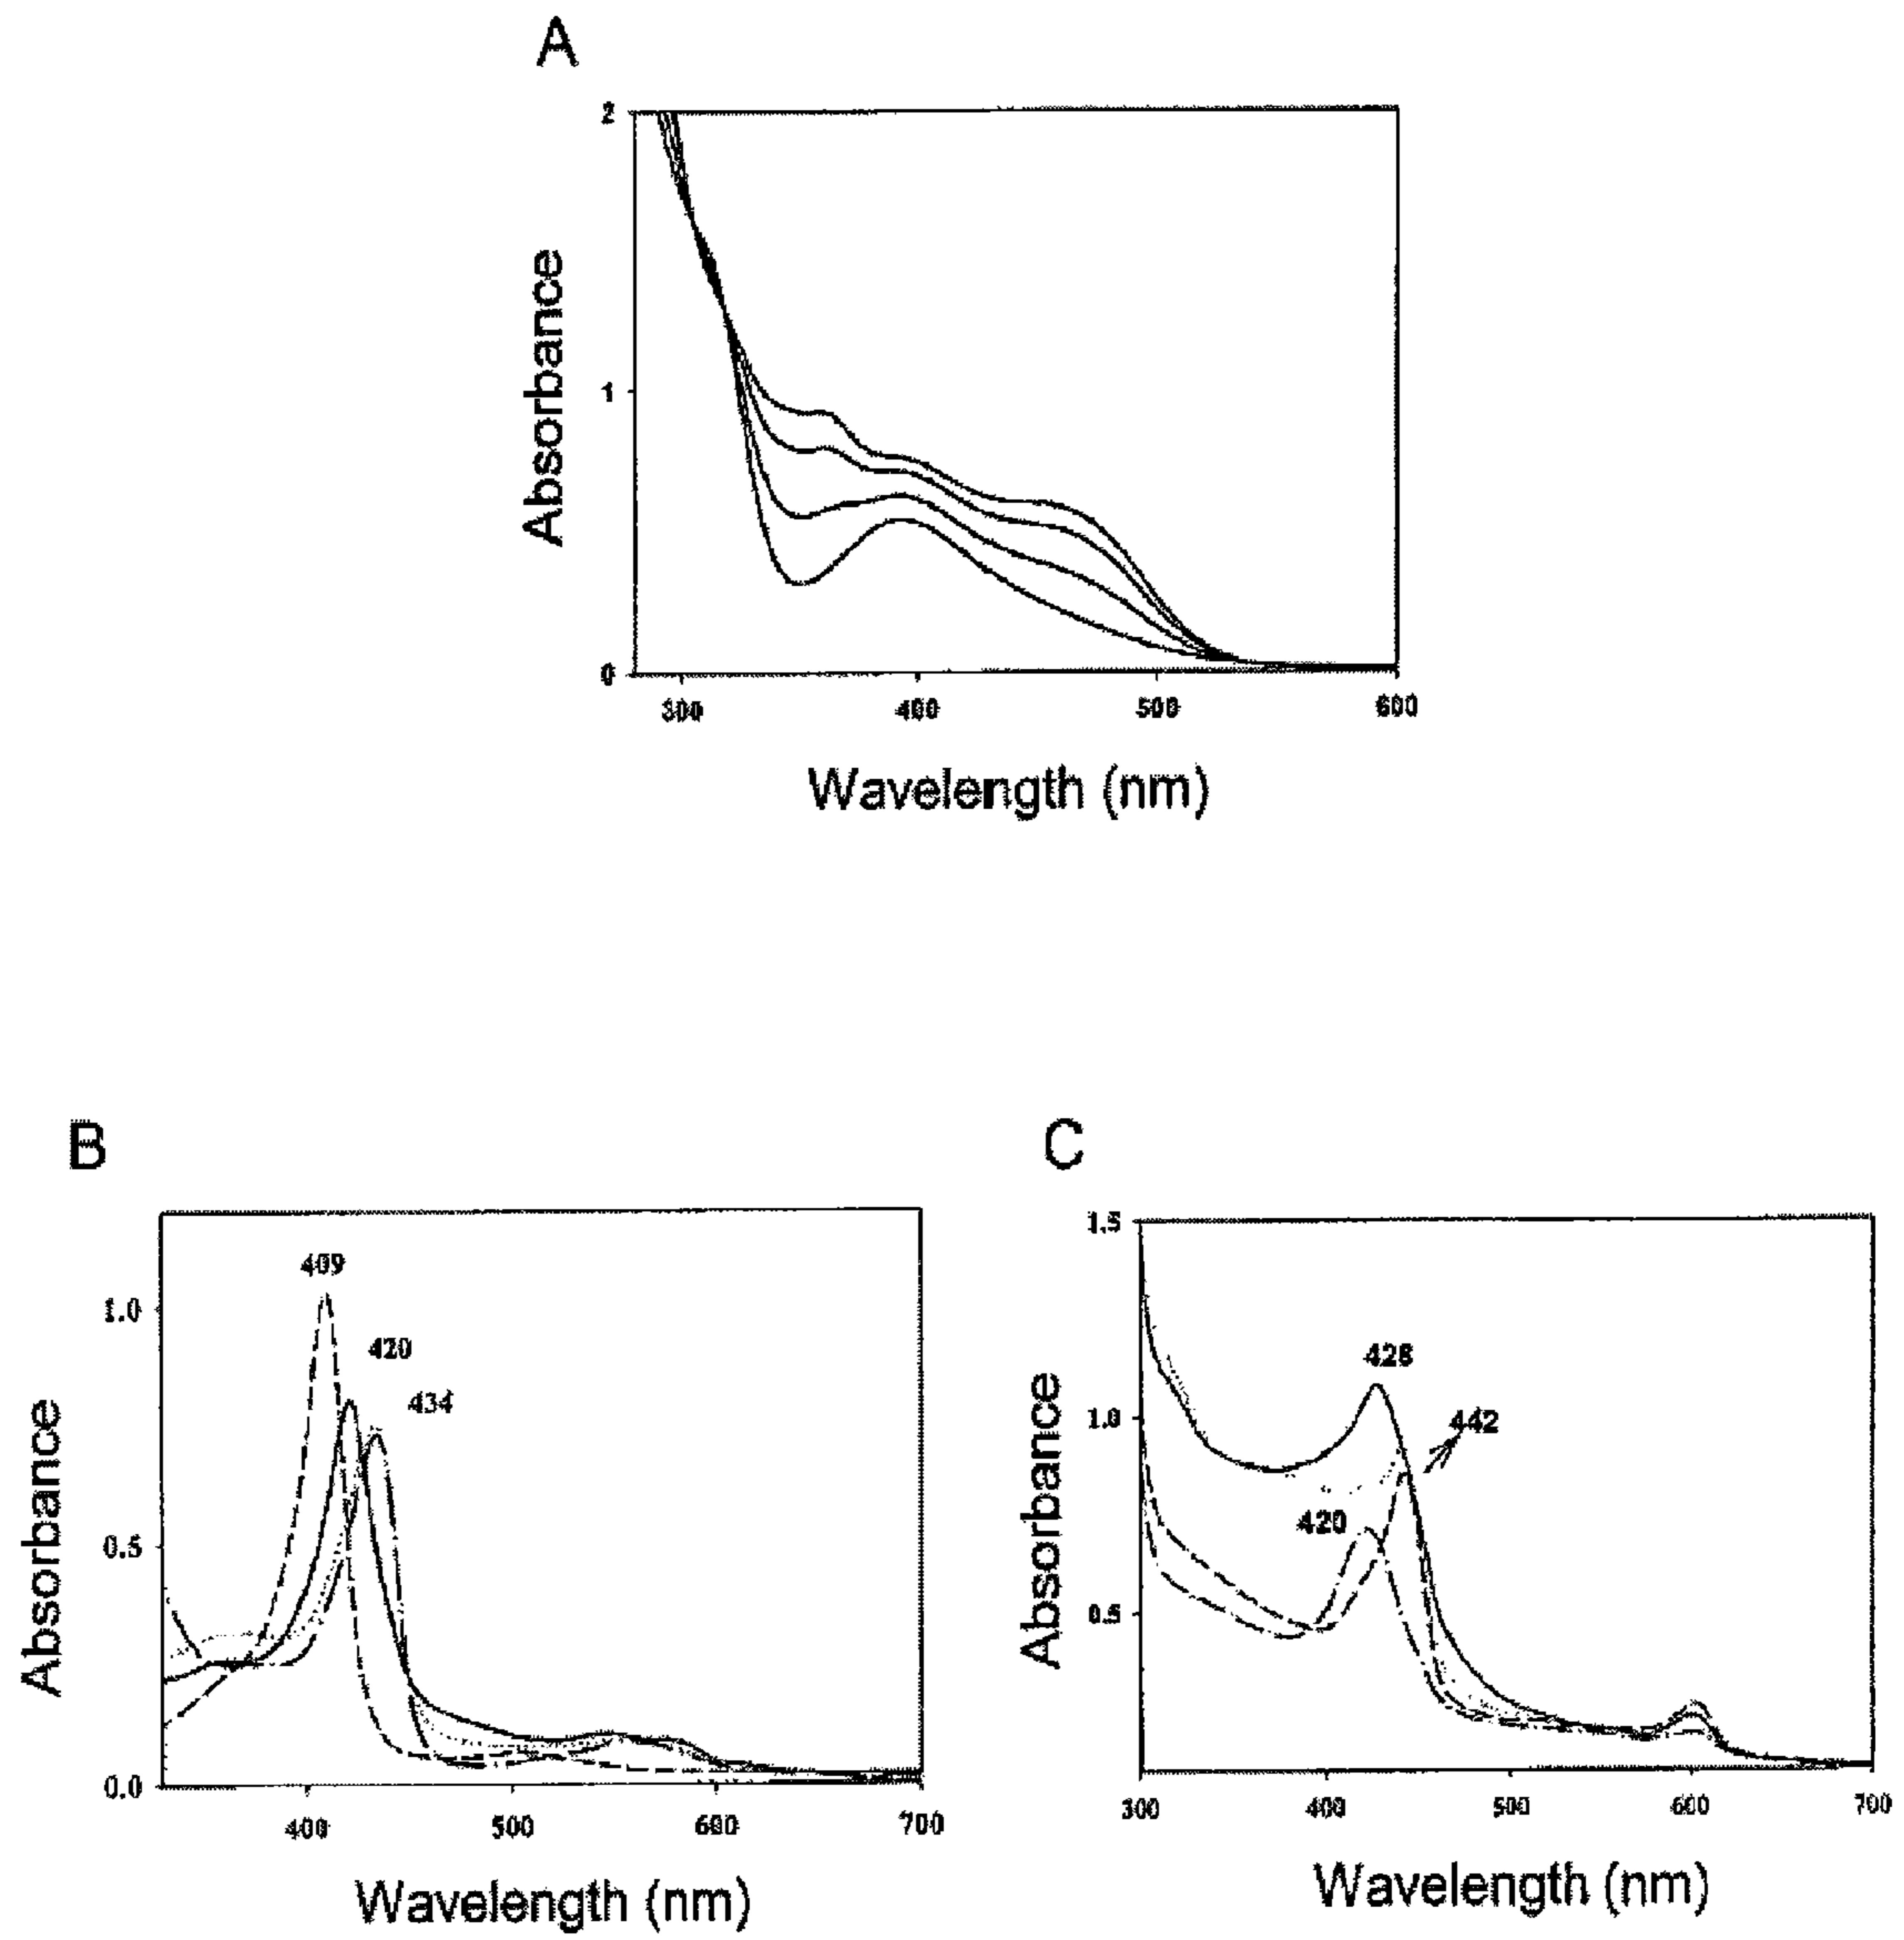 A
2
1
0
Absorbance
300 400 500 600
Wavelength (nm)
B
409
420
434
1.0
0.5
0.0
Absorbance
400 500 600 700
Wavelength (nm)
C
1.5
1.0
0.5
428
442
420
Absorbance
300 400 500 600 700
Wavelength (nm)